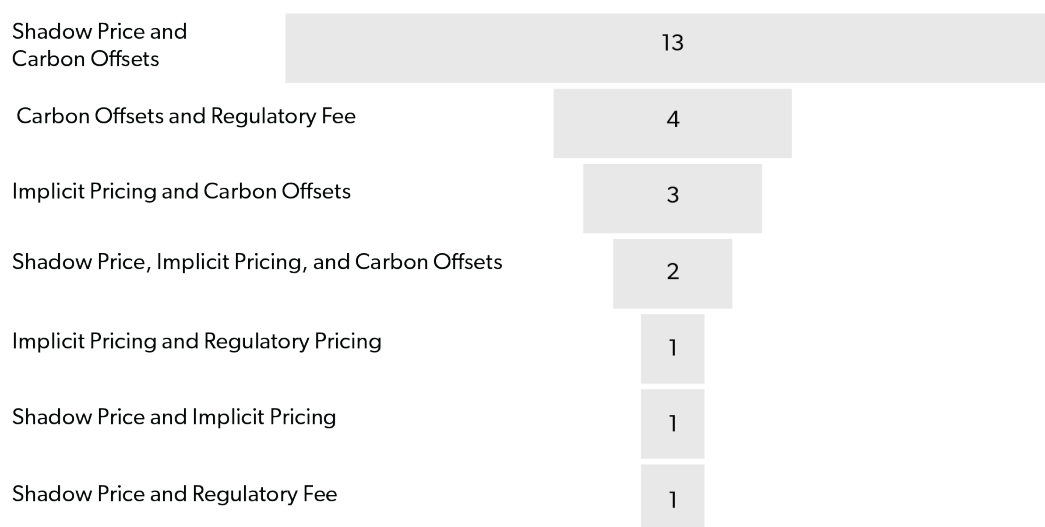 Shadow Price and
Carbon Offsets
13
Carbon Offsets and Regulatory Fee
4
Implicit Pricing and Carbon Offsets
3
Shadow Price, Implicit Pricing, and Carbon Offsets
2
Implicit Pricing and Regulatory Pricing
1
Shadow Price and Implicit Pricing
1
Shadow Price and Regulatory Fee
1